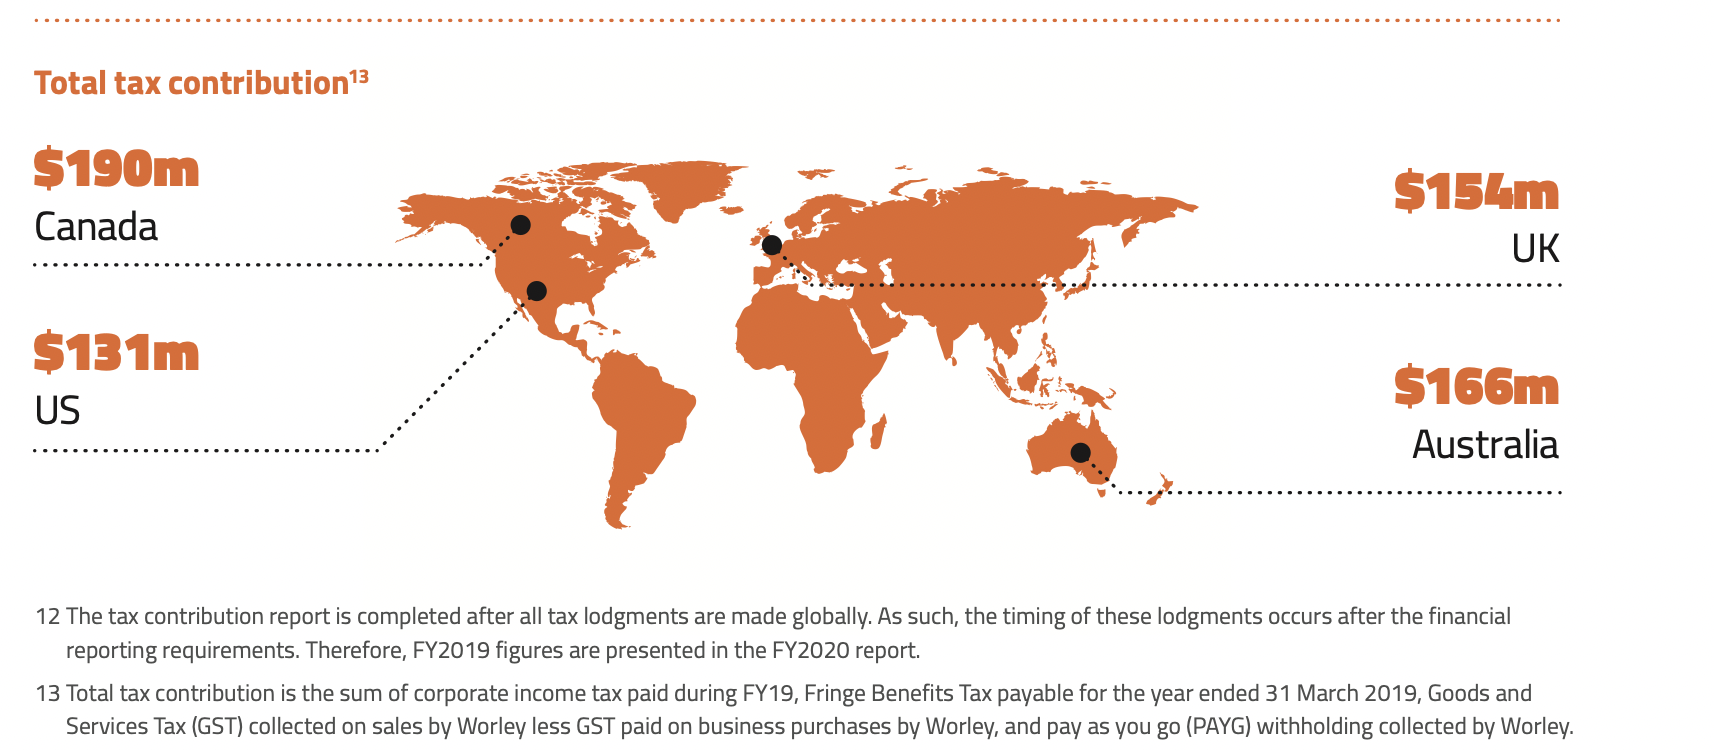 Total tax contribution13
$190m
Canada
$131m
US
$154m
UK
$166m
Australia
12 The tax contribution report is completed after all tax lodgments are made globally. As such, the timing of these lodgments occurs after the financial
reporting requirements. Therefore, FY2019 figures are presented in the FY2020 report.
13 Total tax contribution is the sum of corporate income tax paid during FY19, Fringe Benefits Tax payable for the year ended 31 March 2019, Goods and
Services Tax (GST) collected on sales by Worley less GST paid on business purchases by Worley, and pay as you go (PAYG) withholding collected by Worley.